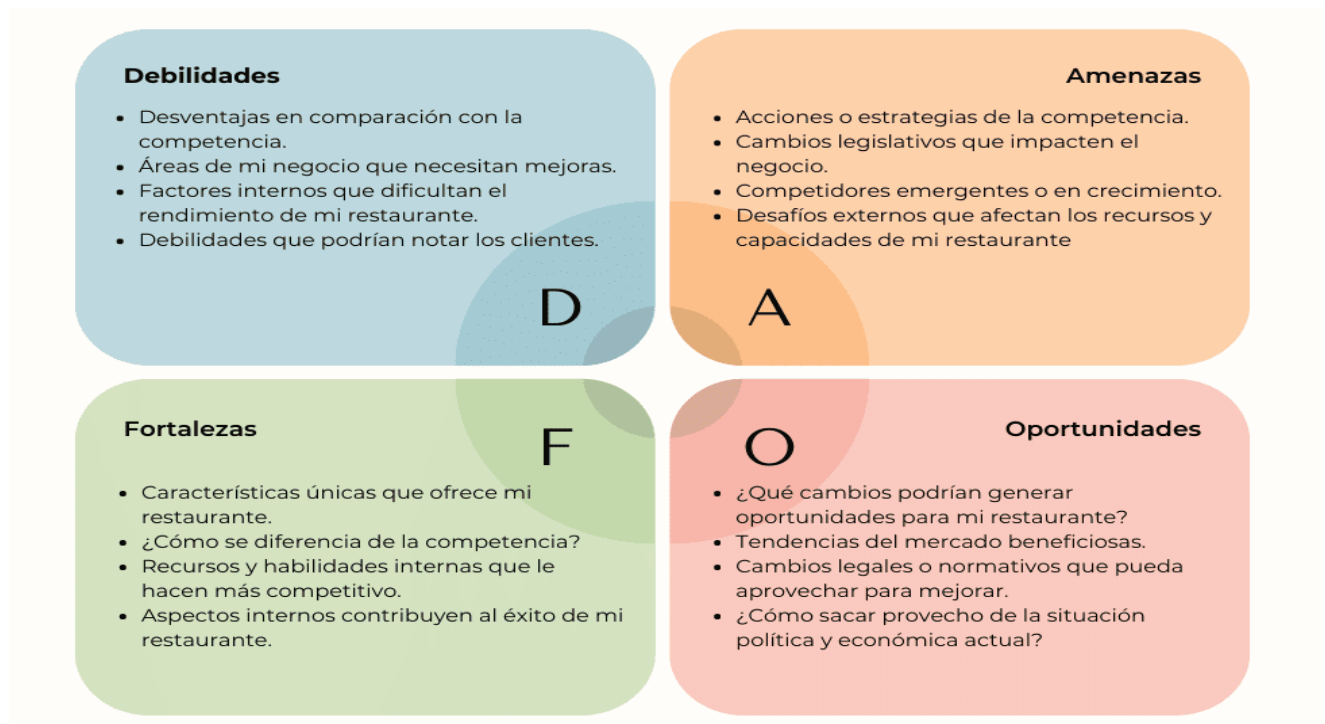 Debilidades
• Desventajas en comparación con la
competencia.
• Áreas de mi negocio que necesitan mejoras.
• Factores internos que dificultan el
rendimiento de mi restaurante.
• Debilidades que podrían notar los clientes.
D
Amenazas
• Acciones o estrategias de la competencia.
• Cambios legislativos que impacten el
negocio.
• Competidores emergentes o en crecimiento.
• Desafíos externos que afectan los recursos y
capacidades de mi restaurante
A
Fortalezas
F
• Características únicas que ofrece mi
restaurante.
• ¿Cómo se diferencia de la competencia?
• Recursos y habilidades internas que le
hacen más competitivo.
• Aspectos internos contribuyen al éxito de mi
restaurante.
Oportunidades
O
• ¿Qué cambios podrían generar
oportunidades para mi restaurante?
• Tendencias del mercado beneficiosas.
• Cambios legales o normativos que pueda
aprovechar para mejorar.
• ¿Cómo sacar provecho de la situación
política y económica actual?